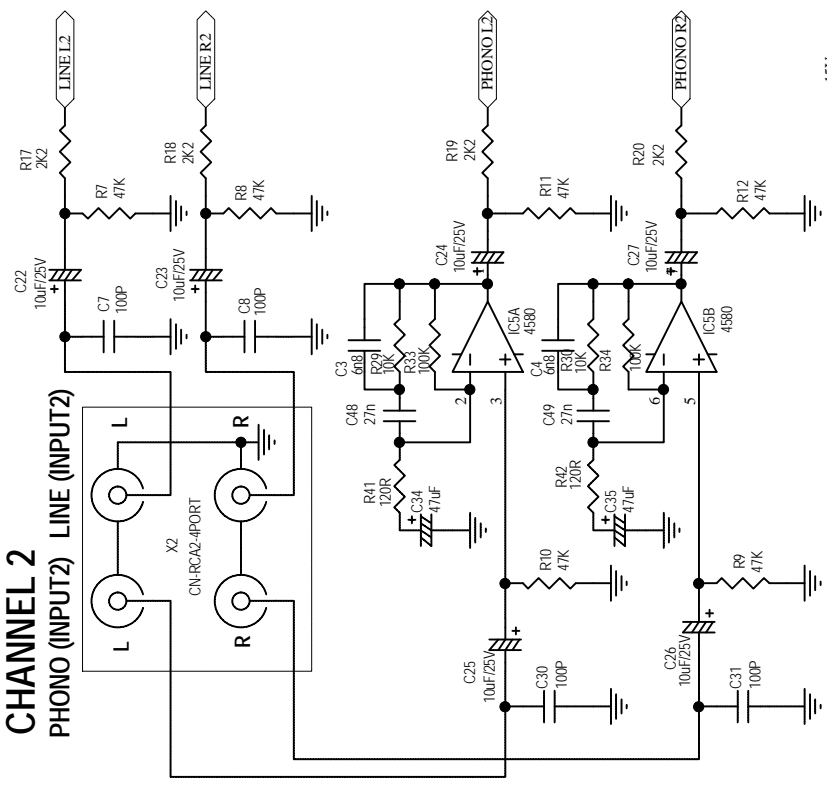 CHANNEL 2
PHONO (INPUT2) LINE (INPUT2)
L
L
R
R
X2
CN-RCA2-4PORT
LINE L2
LINE R2
PHONO L2
PHONO R2
R17
2K2
R18
2K2
R19
2K2
R20
2K2
R7
47K
R8
47K
R11
47K
R12
47K
C22
10uF/25V
+
C23
10uF/25V
+
C24
10uF/25V
+
C27
10uF/25V
+
C7
100P
C8
100P
C3
6n8
R29
10K
R33
100K
C4
6n8
R30
10K
R34
100K
IC5A
4580
IC5B
4580
2
3
6
5
C48
27n
C49
27n
R41
120R
R42
120R
+
C34
47uF
+
C35
47uF
R10
47K
R9
47K
C25
10uF/25V
+
C26
10uF/25V
+
C30
100P
C31
100P